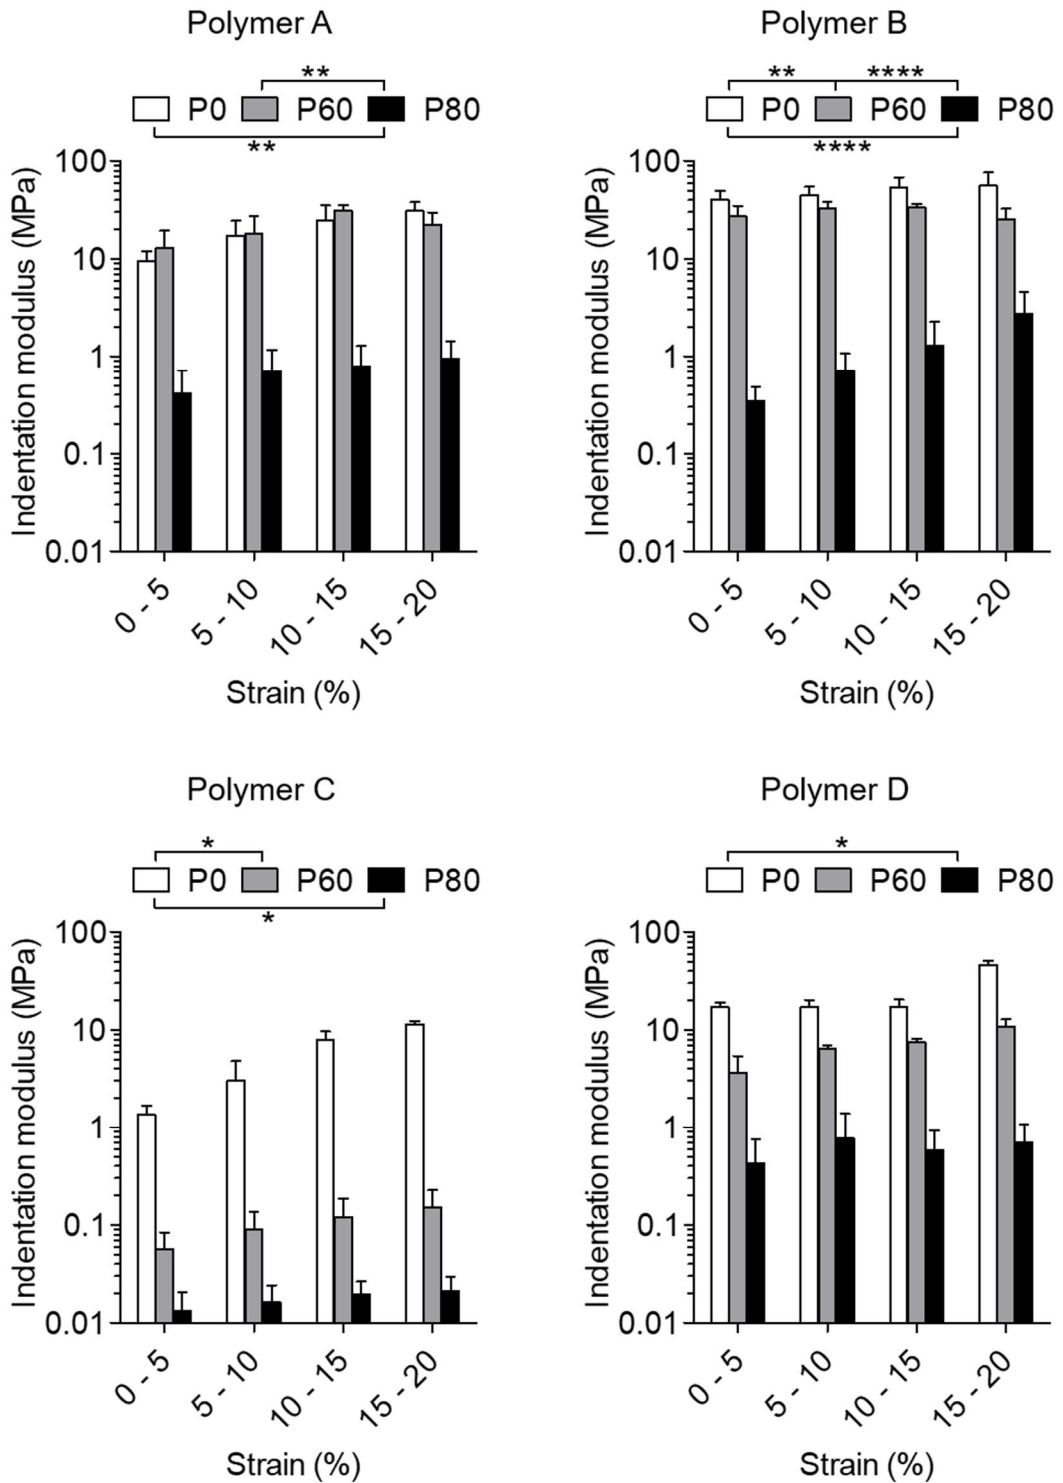 Polymer A
**
P0 P60 P80
**
Indentation modulus (MPa)
100
10
1
0.1
0.01
0 - 5
5 - 10
10 - 15
15 - 20
Strain (%)
Polymer B
** ****
P0 P60 P80
****
Indentation modulus (MPa)
100
10
1
0.1
0.01
0 - 5
5 - 10
10 - 15
15 - 20
Strain (%)
Polymer C
*
P0 P60 P80
*
Indentation modulus (MPa)
100
10
1
0.1
0.01
0 - 5
5 - 10
10 - 15
15 - 20
Strain (%)
Polymer D
*
P0 P60 P80
Indentation modulus (MPa)
100
10
1
0.1
0.01
0 - 5
5 - 10
10 - 15
15 - 20
Strain (%)